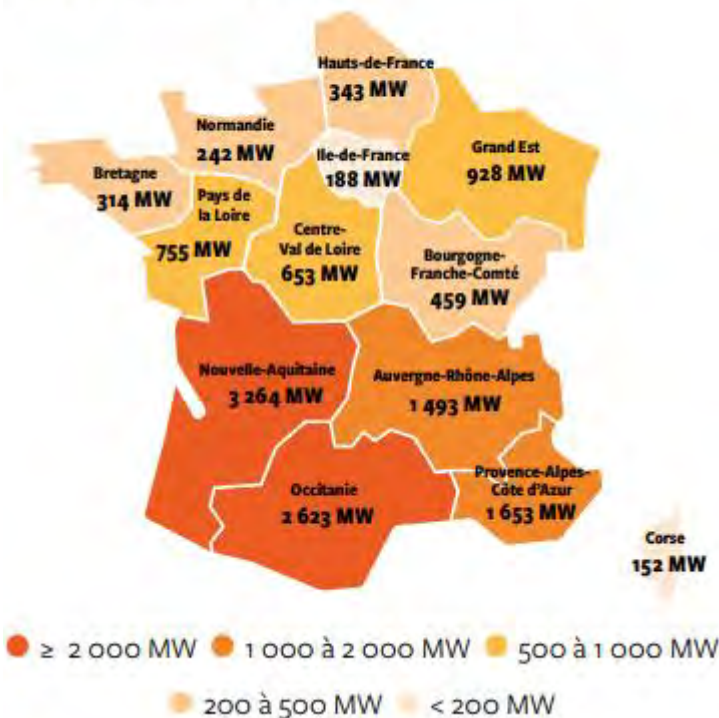 Hauts-de-France
343 MW
Normandie
242 MW
Ile-de-France
188 MW
Grand Est
928 MW
Bretagne
314 MW
Pays de
la Loire
755 MW
Centre-
Val de Loire
653 MW
Bourgogne-
Franche-Comté
459 MW
Nouvelle-Aquitaine
3 264 MW
Auvergne-Rhône-Alpes
1 493 MW
Occitanie
2 623 MW
Provence-Alpes-
Côte d'Azur
1 653 MW
Corse
152 MW
≥ 2 000 MW
1 000 à 2 000 MW
500 à 1 000 MW
200 à 500 MW
< 200 MW